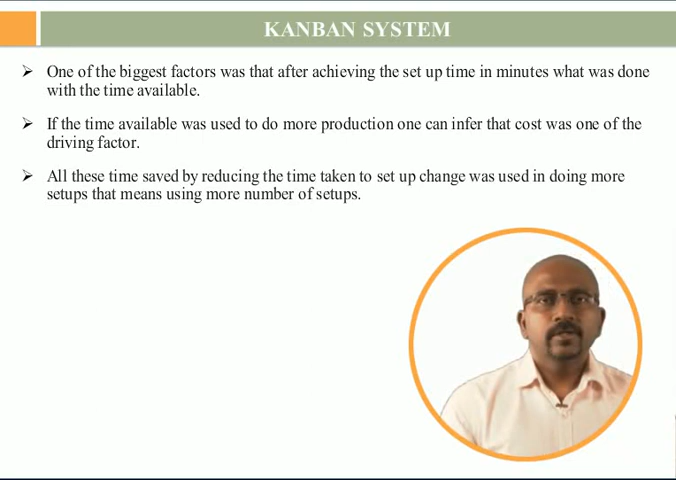 KANBAN SYSTEM
One of the biggest factors was that after achieving the set up time in minutes what was done
with the time available.
If the time available was used to do more production one can infer that cost was one of the
driving factor.
All these time saved by reducing the time taken to set up change was used in doing more
setups that means using more number of setups.